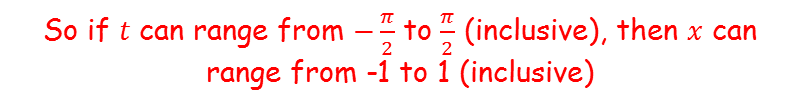 So if t can range from −π/2 to π/2 (inclusive), then x can
range from -1 to 1 (inclusive)